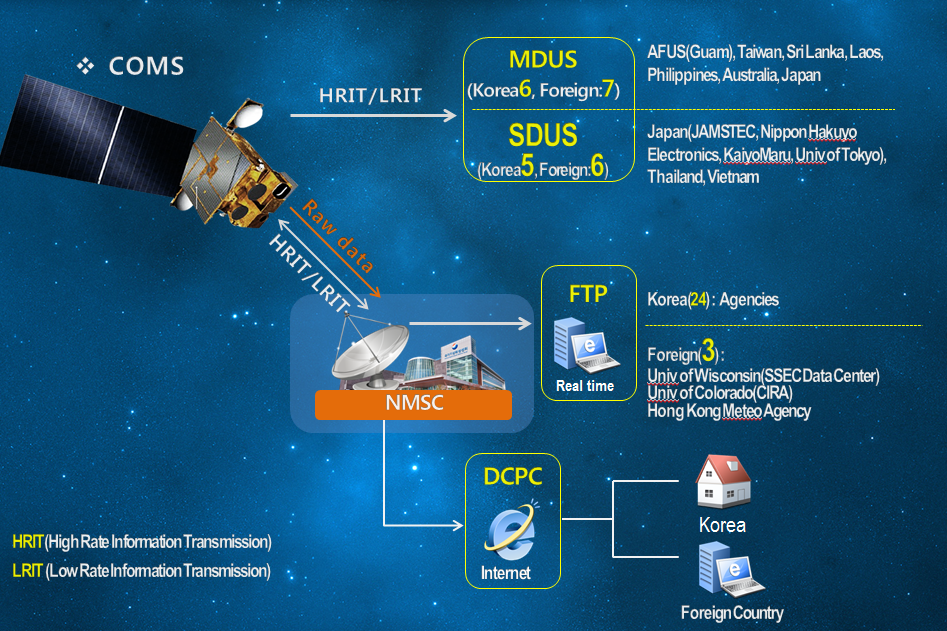 ❖ COMS
HRIT/LRIT
MDUS
(Korea6, Foreign:7)
SDUS
(Korea5, Foreign:6)
AFUS(Guam), Taiwan, Sri Lanka, Laos,
Philippines, Australia, Japan
Japan(JAMSTEC, Nippon Hakuyo
Electronics, KaiyoMaru, Univ of Tokyo),
Thailand, Vietnam
Raw data
HRIT/LRIT
NMSC
FTP
Real time
Korea(24) : Agencies
Foreign(3) :
Univ of Wisconsin(SSEC Data Center)
Univ of Colorado(CIRA)
Hong Kong Meteo Agency
DCPC
Internet
Korea
Foreign Country
HRIT(High Rate Information Transmission)
LRIT (Low Rate Information Transmission)